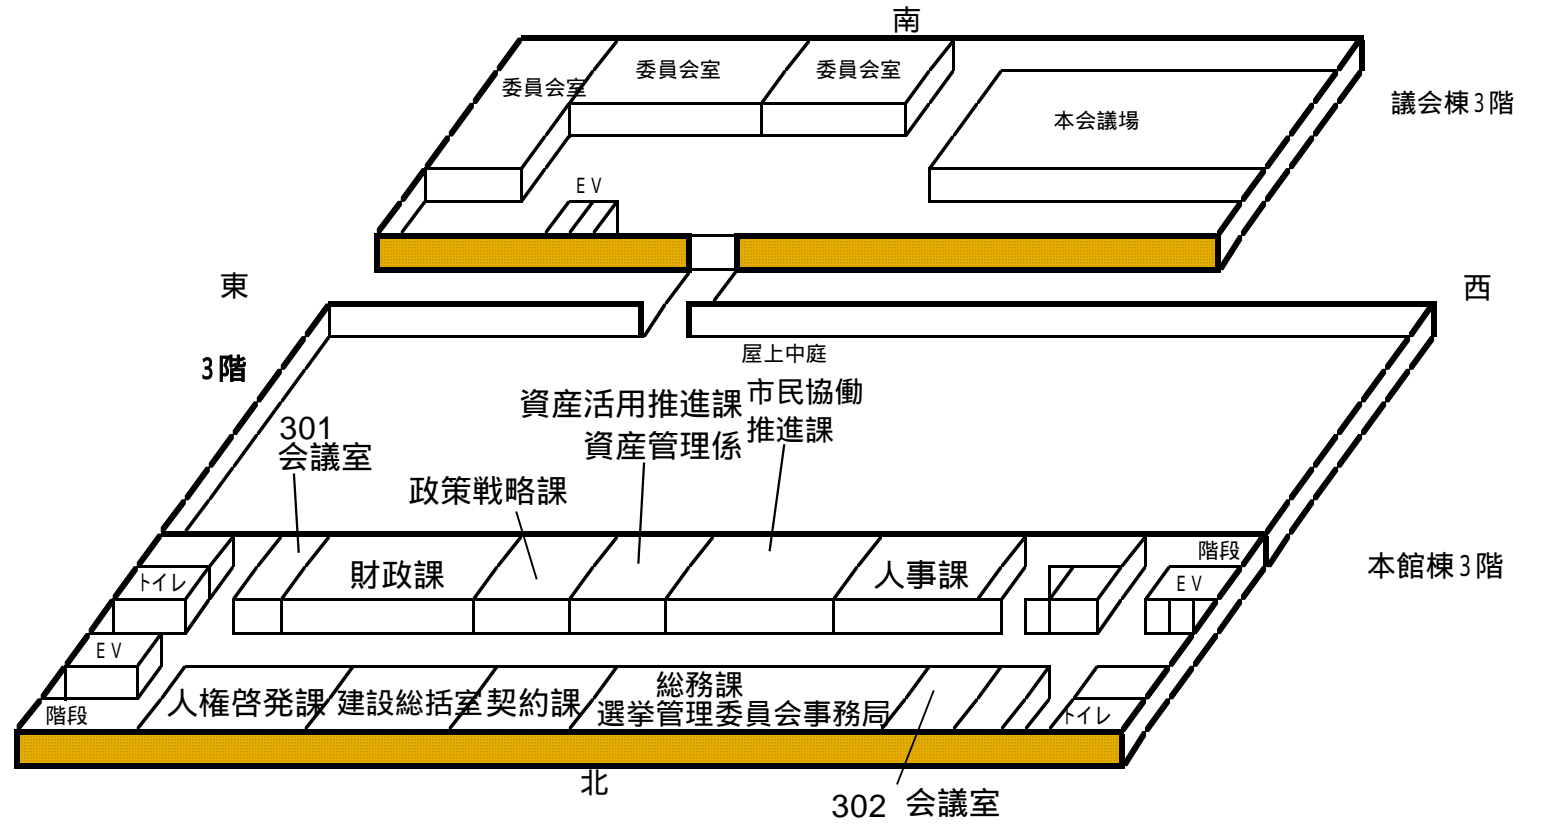 南
委員会室
委員会室
委員会室
議会棟3階
本会議場
EV
東
西
3階
屋上中庭
資産活用推進課
資産管理係
市民協働
推進課
301
会議室
政策戦略課
本館棟3階
トイレ
財政課
人事課
階段
EV
EV
階段
人権啓発課
建設総括室
契約課
総務課
選挙管理委員会事務局
トイレ
北
302 会議室